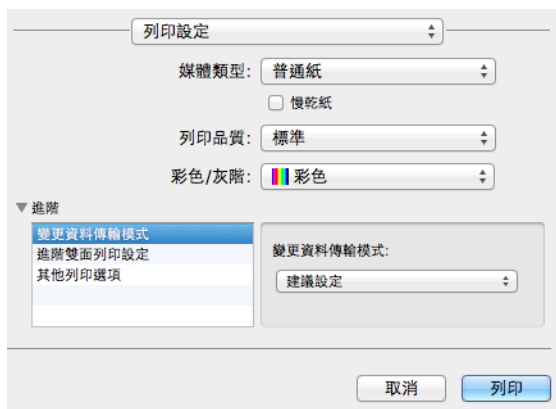 列印設定
媒體類型: 普通紙
慢乾紙
列印品質: 標準
彩色/灰階: 彩色
進階
變更資料傳輸模式
進階雙面列印設定
其他列印選項
變更資料傳輸模式:
建議設定
取消 列印